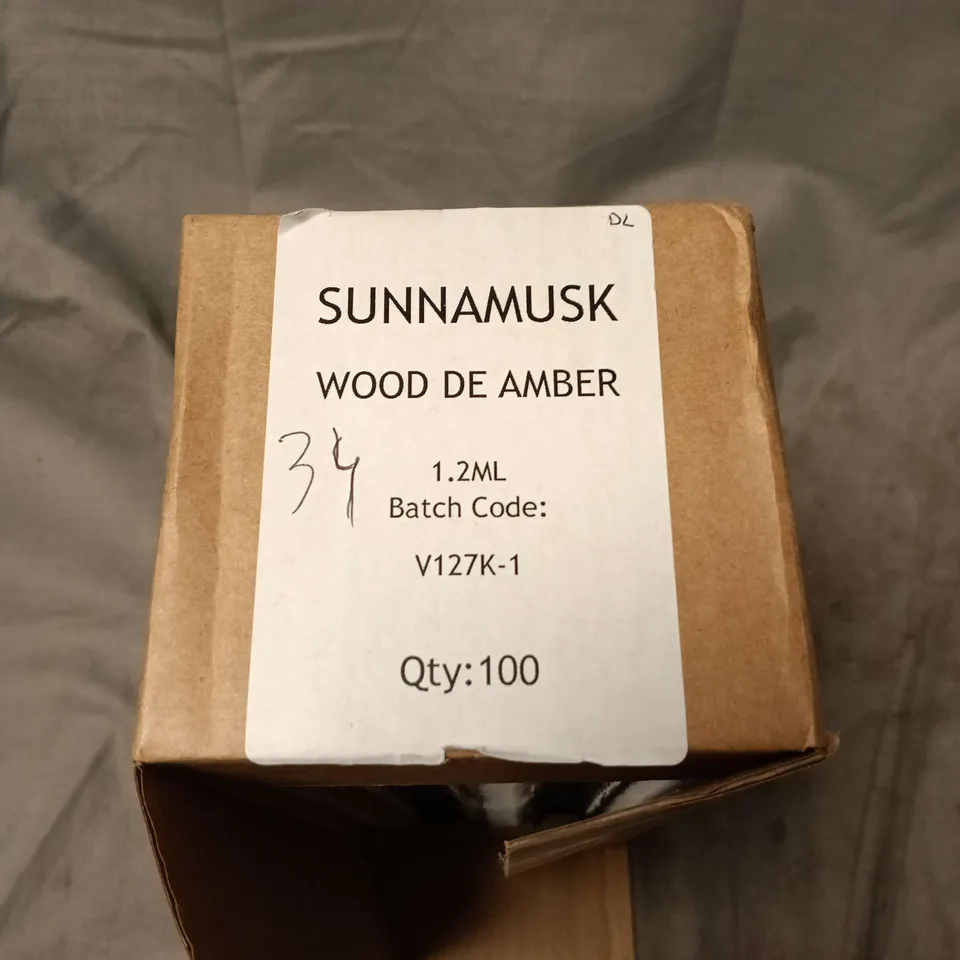 DL
SUNNAMUSK
WOOD DE AMBER
34
1.2ML
Batch Code:
V127K-1
Qty:100